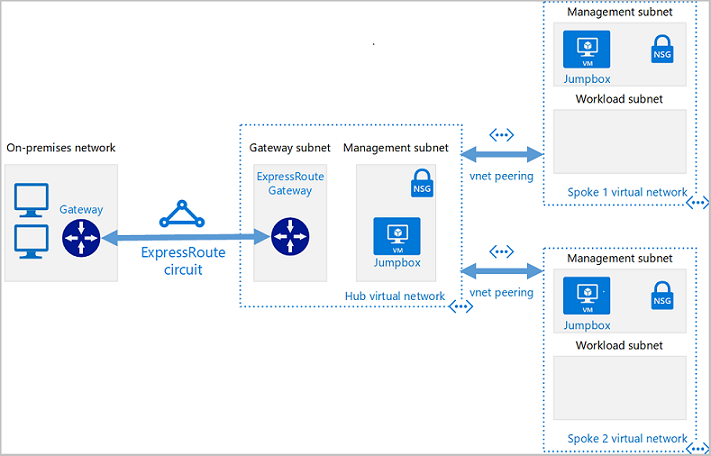 On-premises network
Gateway
ExpressRoute
circuit
Gateway subnet
ExpressRoute
Gateway
Management subnet
NSG
VM
Jumpbox
Hub virtual network
vnet peering
vnet peering
Management subnet
VM
NSG
Jumpbox
Workload subnet
Spoke 1 virtual network
Management subnet
VM
NSG
Jumpbox
Workload subnet
Spoke 2 virtual network